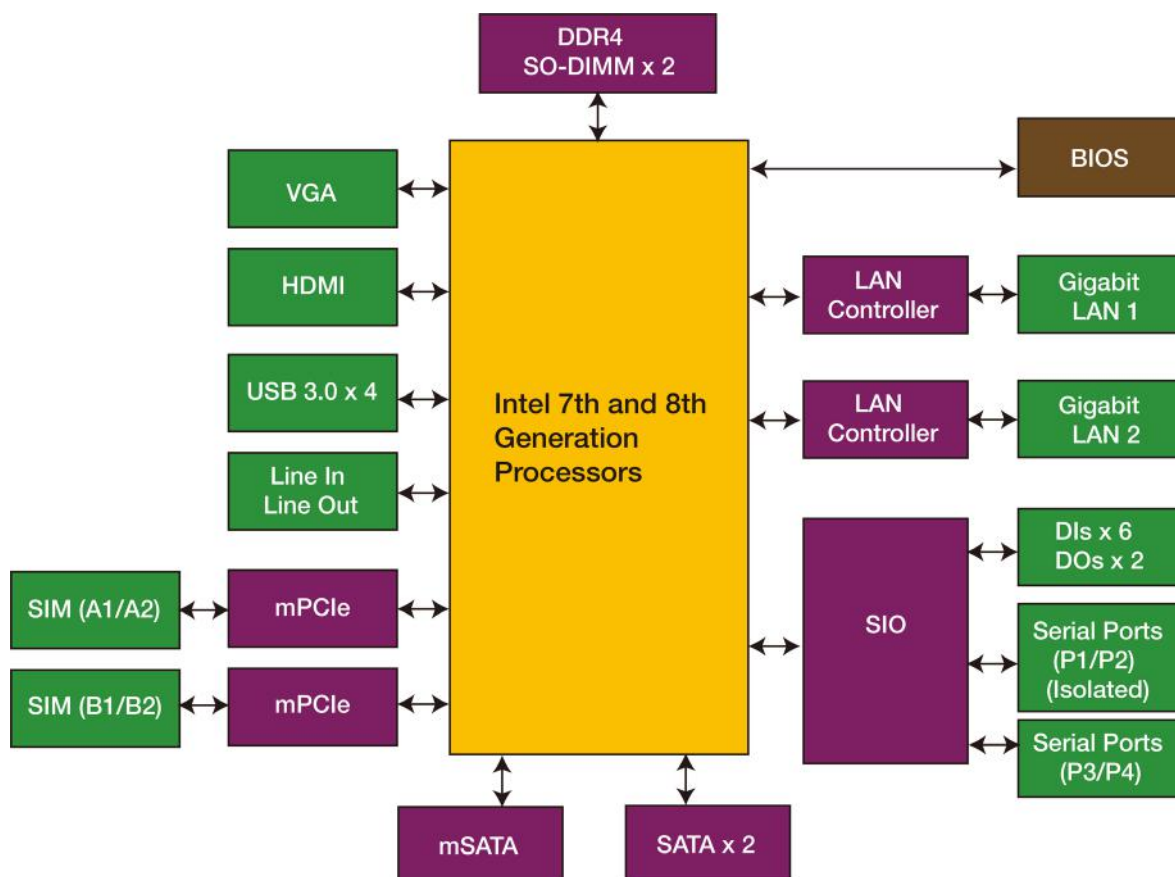 DDR4
SO-DIMM x 2
BIOS
VGA
HDMI
LAN
Controller
Gigabit
LAN 1
USB 3.0 x 4
Intel 7th and 8th
Generation
Processors
LAN
Controller
Gigabit
LAN 2
Line In
Line Out
DIs x 6
DOs x 2
SIM (A1/A2)
mPCIe
SIO
Serial Ports
(P1/P2)
(Isolated)
SIM (B1/B2)
mPCIe
Serial Ports
(P3/P4)
mSATA
SATA x 2